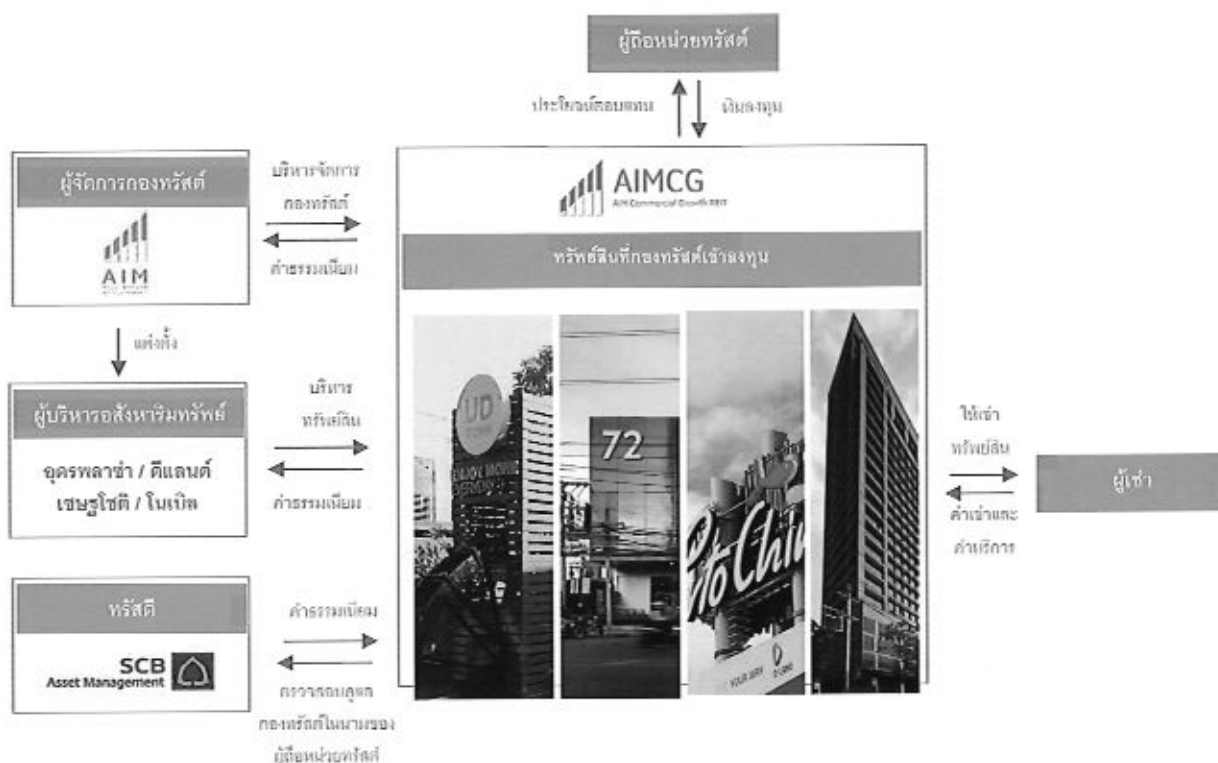 ผู้ถือหน่วยทรัสต์
ประโยชน์ตอบแทน
เงินลงทุน
ผู้จัดการกองทรัสต์
AIM
บริหารจัดการ
กองทรัสต์
ค่าธรรมเนียม
AIMCG
AIM Commercial Growth REIT
ทรัพย์สินที่กองทรัสต์เข้าลงทุน
แต่งตั้ง
ผู้บริหารอสังหาริมทรัพย์
อุดรพลาซ่า / ดีแลนด์
เชษฐโชติ / โนเบิล
บริหาร
ทรัพย์สิน
ค่าธรรมเนียม
UD
ENJOY MORE
72
Porto Chino
YOUR WAY
D LAND
ให้เช่า
ทรัพย์สิน
ค่าเช่าและ
ค่าบริการ
ผู้เช่า
ทรัสตี
SCB
Asset Management
ค่าธรรมเนียม
ตรวจสอบดูแล
กองทรัสต์ในนามของ
ผู้ถือหน่วยทรัสต์